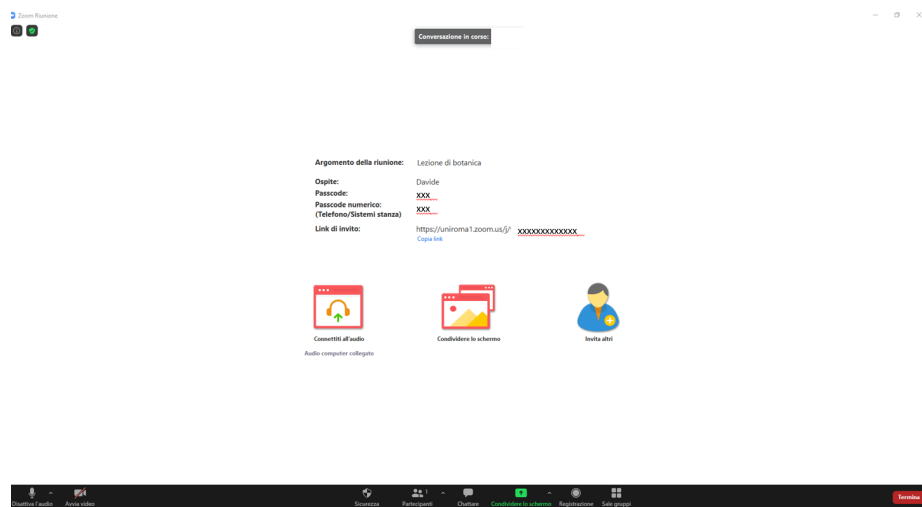 Zoom Riunione
Conversazione in corso:
Argomento della riunione: Lezione di botanica
Ospite: Davide
Passcode: XXX
Passcode numerico: XXX
(Telefono/Sistemi stanza)
Link di invito: https://uniroma1.zoom.us/j/ XXXXXXXXXXXXX
Copia link
Connettiti all'audio Condividere lo schermo Invita altri
Audio computer collegato
1
Disattiva l'audio Avvia video Sicurezza Partecipanti Chattare Condividere lo schermo Registrazione Sale gruppi Termina